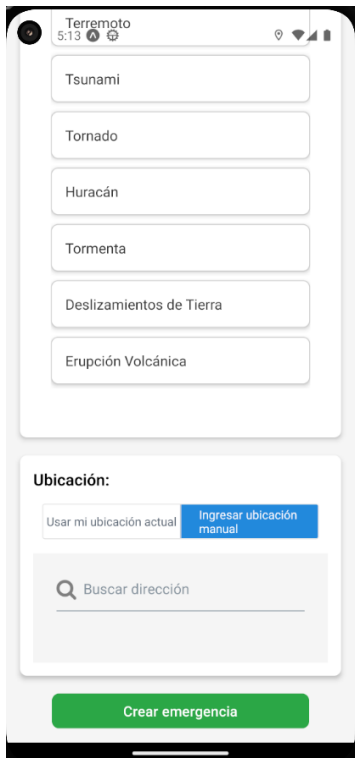 Terremoto
5:13
Tsunami
Tornado
Huracán
Tormenta
Deslizamientos de Tierra
Erupción Volcánica
Ubicación:
Usar mi ubicación actual
Ingresar ubicación
manual
Buscar dirección
Crear emergencia